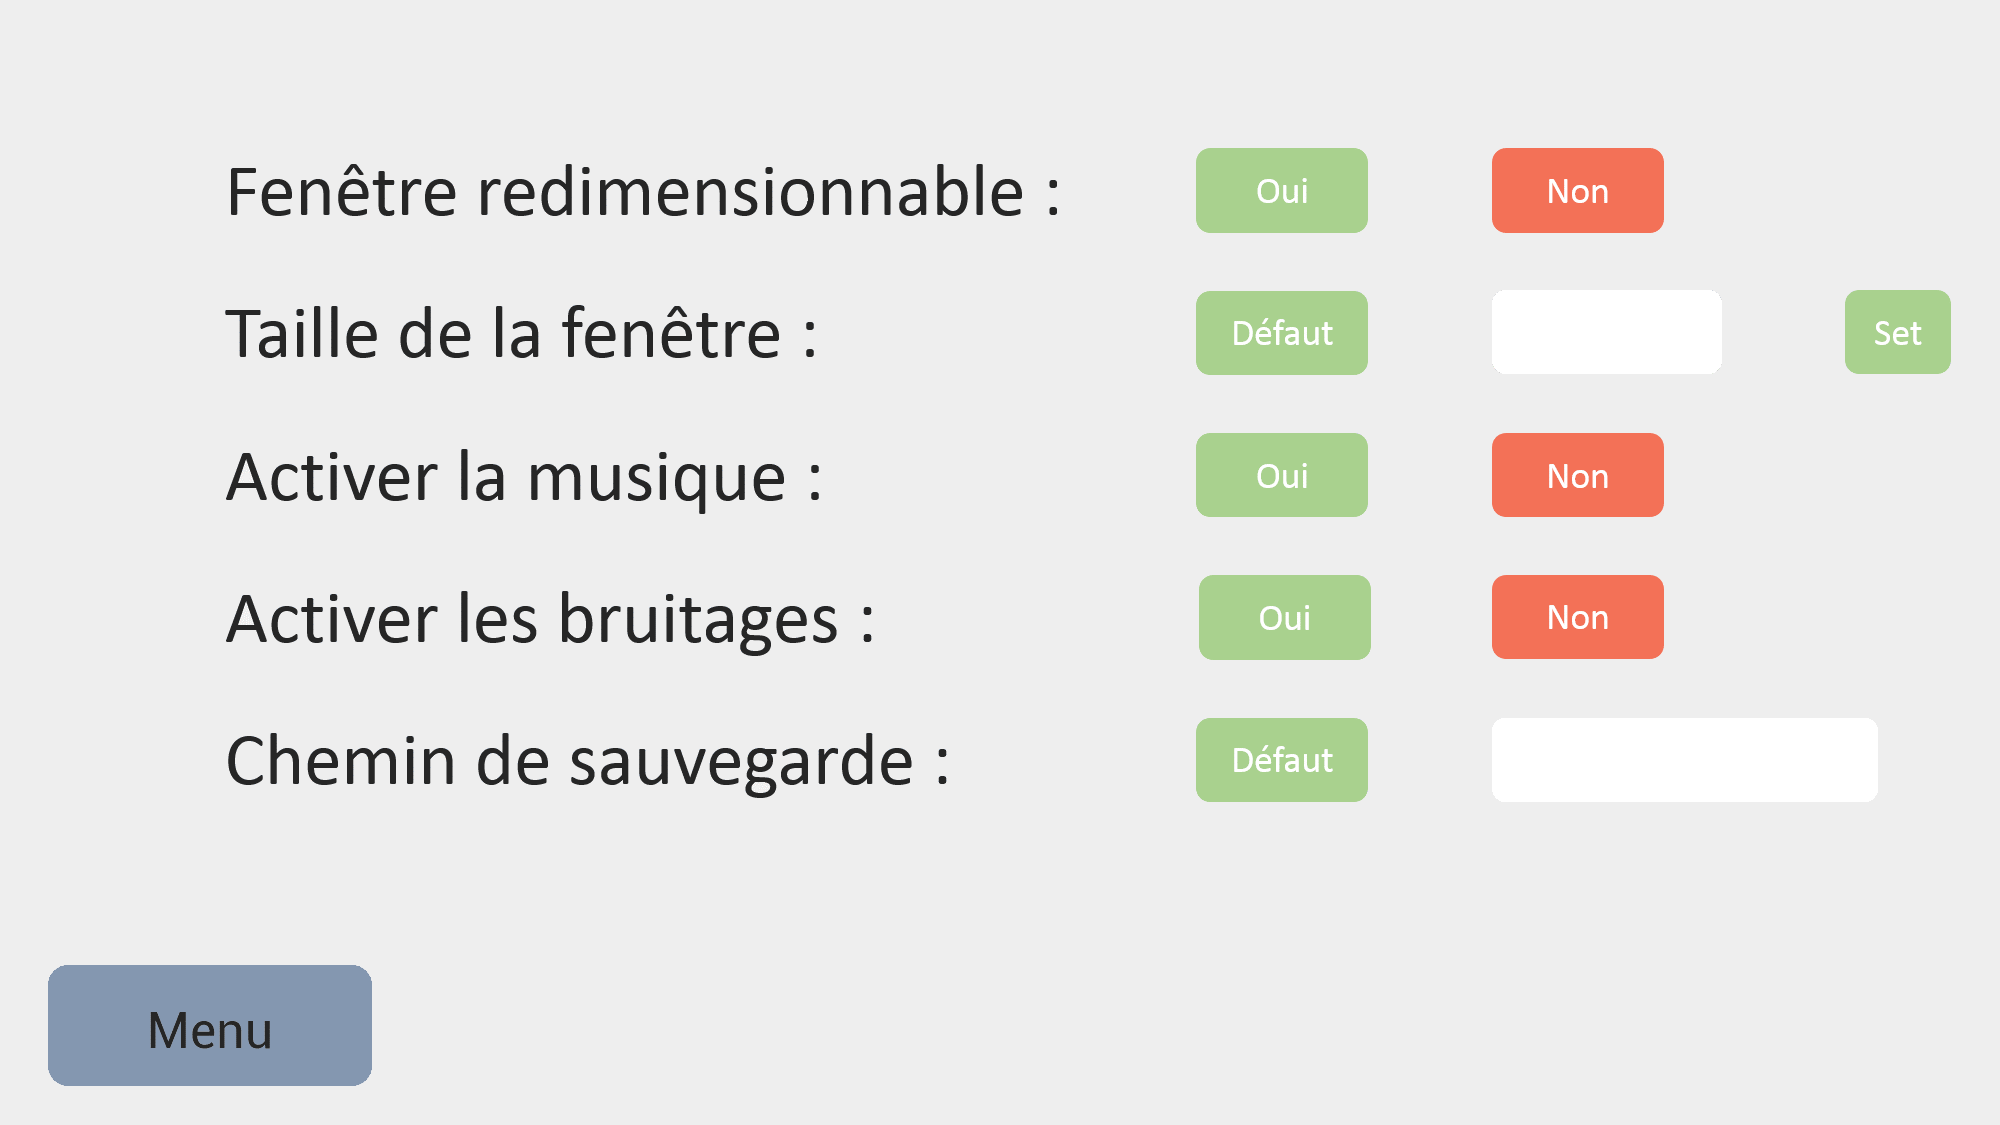 Fenêtre redimensionnable : Oui Non
Taille de la fenêtre : Défaut Set
Activer la musique : Oui Non
Activer les bruitages : Oui Non
Chemin de sauvegarde : Défaut
Menu